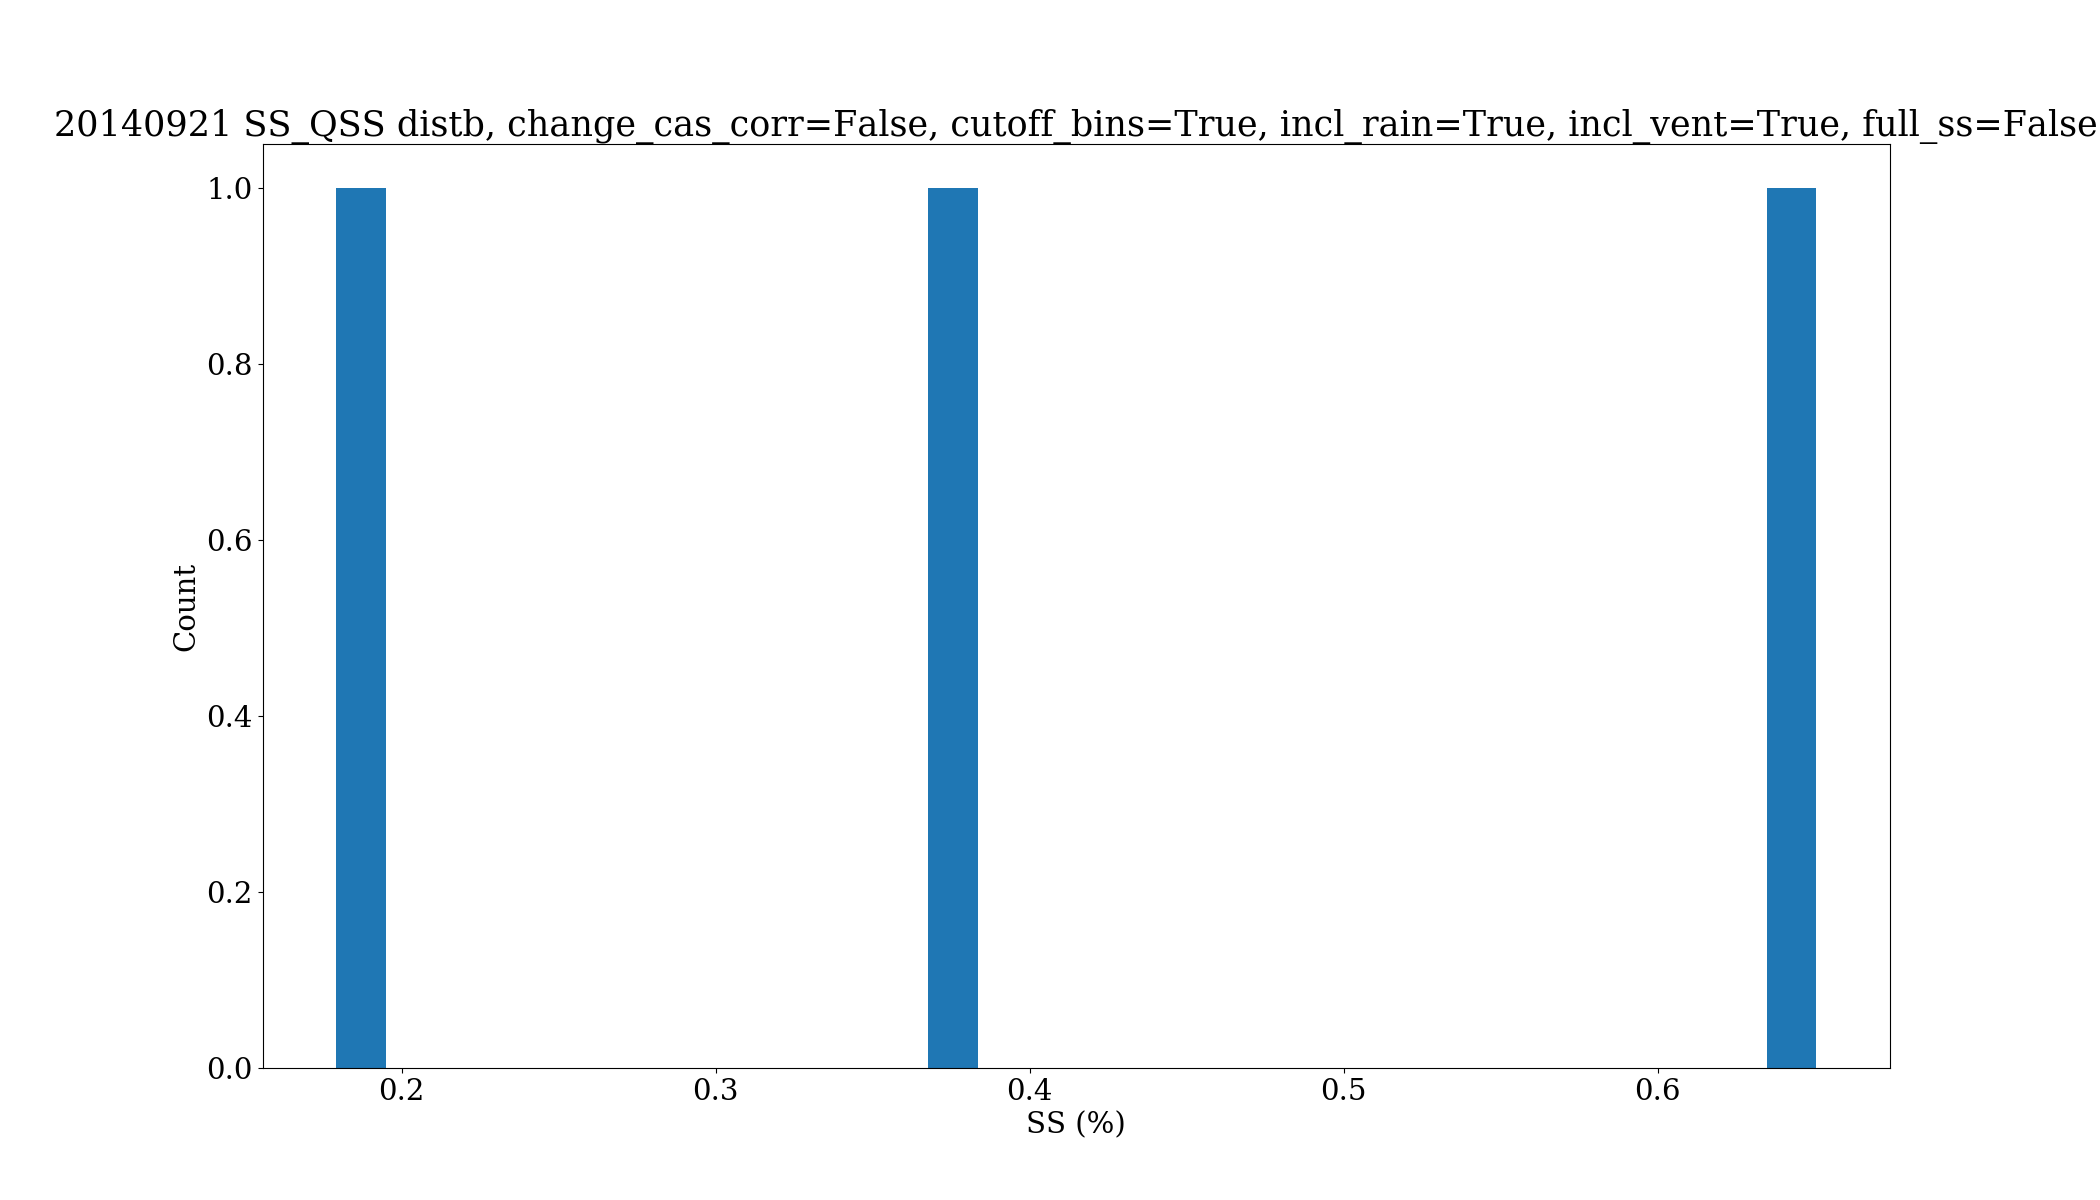 20140921 SS_QSS distb, change_cas_corr=False, cutoff_bins=True, incl_rain=True, incl_vent=True, full_ss=False
1.0
0.8
0.6
0.4
0.2
0.0
Count
0.2 0.3 0.4 0.5 0.6
SS (%)